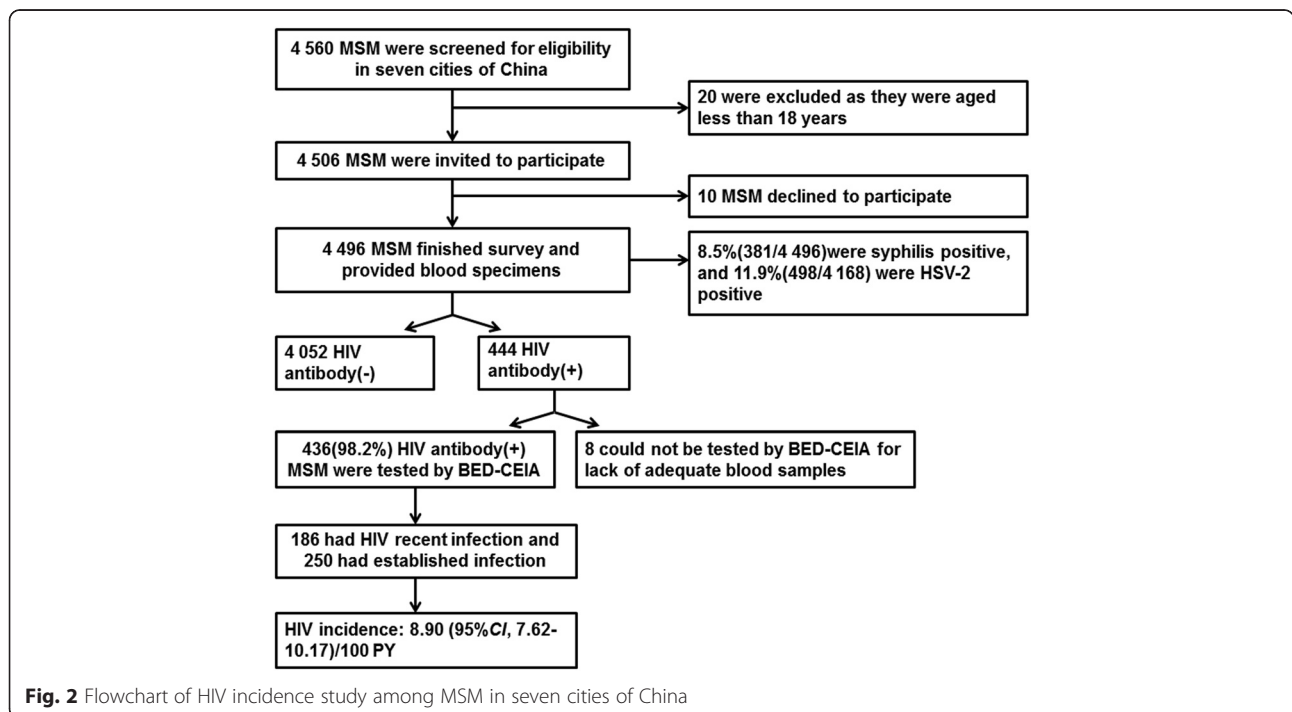 4 560 MSM were screened for eligibility
in seven cities of China
20 were excluded as they were aged
less than 18 years
4 506 MSM were invited to participate
10 MSM declined to participate
4 496 MSM finished survey and
provided blood specimens
8.5%(381/4 496)were syphilis positive,
and 11.9%(498/4 168) were HSV-2
positive
4 052 HIV
antibody(-)
444 HIV
antibody(+)
436(98.2%) HIV antibody(+)
MSM were tested by BED-CEIA
8 could not be tested by BED-CEIA for
lack of adequate blood samples
186 had HIV recent infection and
250 had established infection
HIV incidence: 8.90 (95%CI, 7.62-
10.17)/100 PY
Fig. 2 Flowchart of HIV incidence study among MSM in seven cities of China